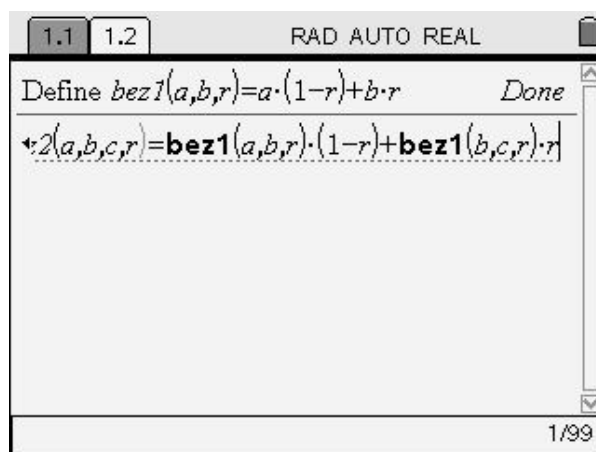 1.1 1.2 RAD AUTO REAL
Define bez1(a,b,r)=a·(1−r)+b·r Done
2(a,b,c,r)=bez1(a,b,r)·(1−r)+bez1(b,c,r)·r
1/99